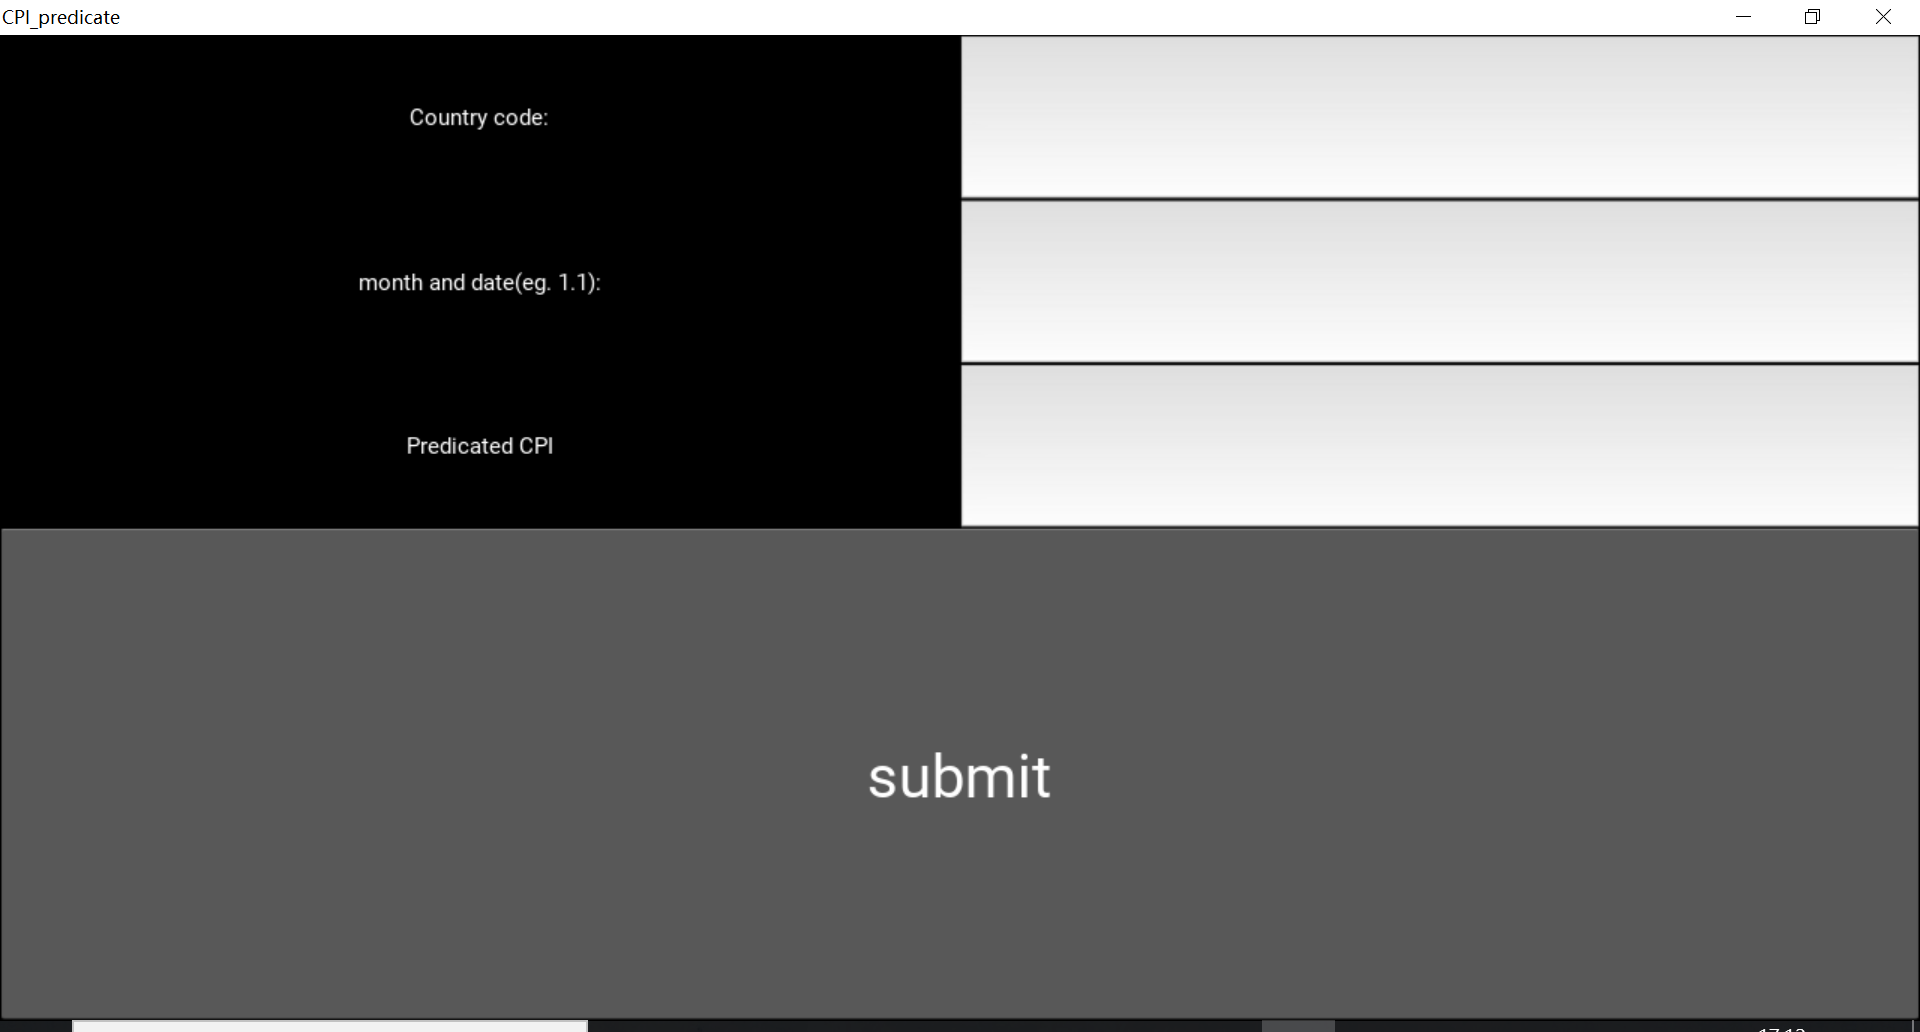 CPI_predicate
Country code:
month and date(eg. 1.1):
Predicated CPI
submit